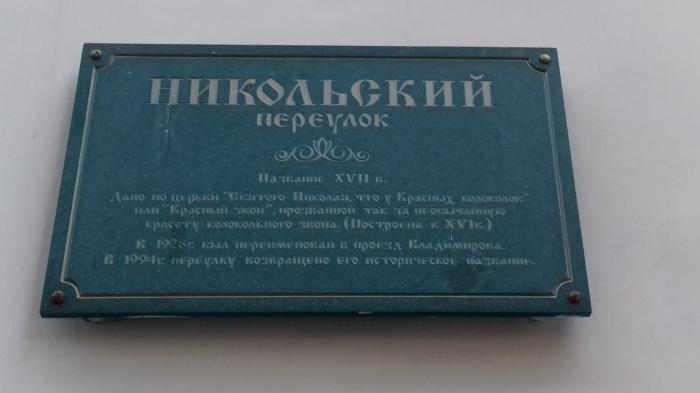 НИКОЛЬСКИЙ
ПЕРЕУЛОК
Название XVII в.
Дано по церкви "Святого Николая, что у Красных колоколов"
или "Красный звон", прозванной так за необычайную
красоту колокольного звона. (Построена в XVIв.)
В 1928г. был переименован в проезд Владимирова.
В 1994г. переулку возвращено его историческое название.